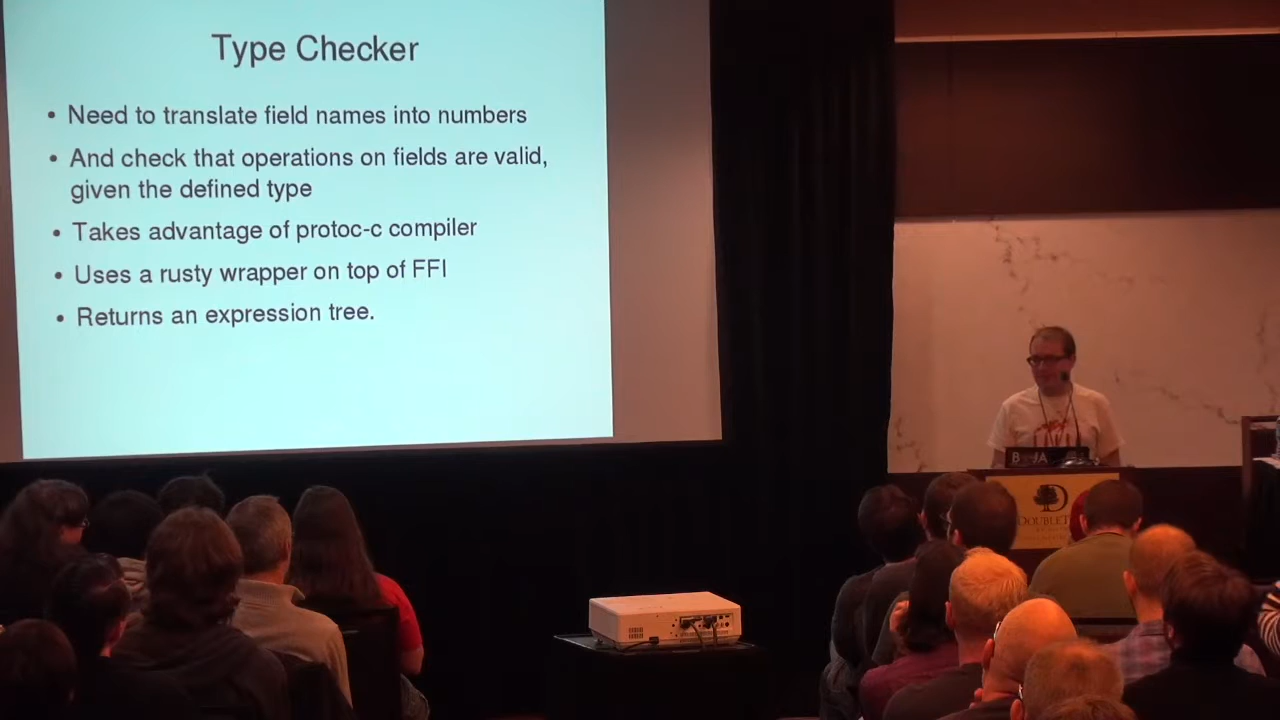 Type Checker
• Need to translate field names into numbers
• And check that operations on fields are valid,
given the defined type
• Takes advantage of protoc-c compiler
• Uses a rusty wrapper on top of FFI
• Returns an expression tree.
D